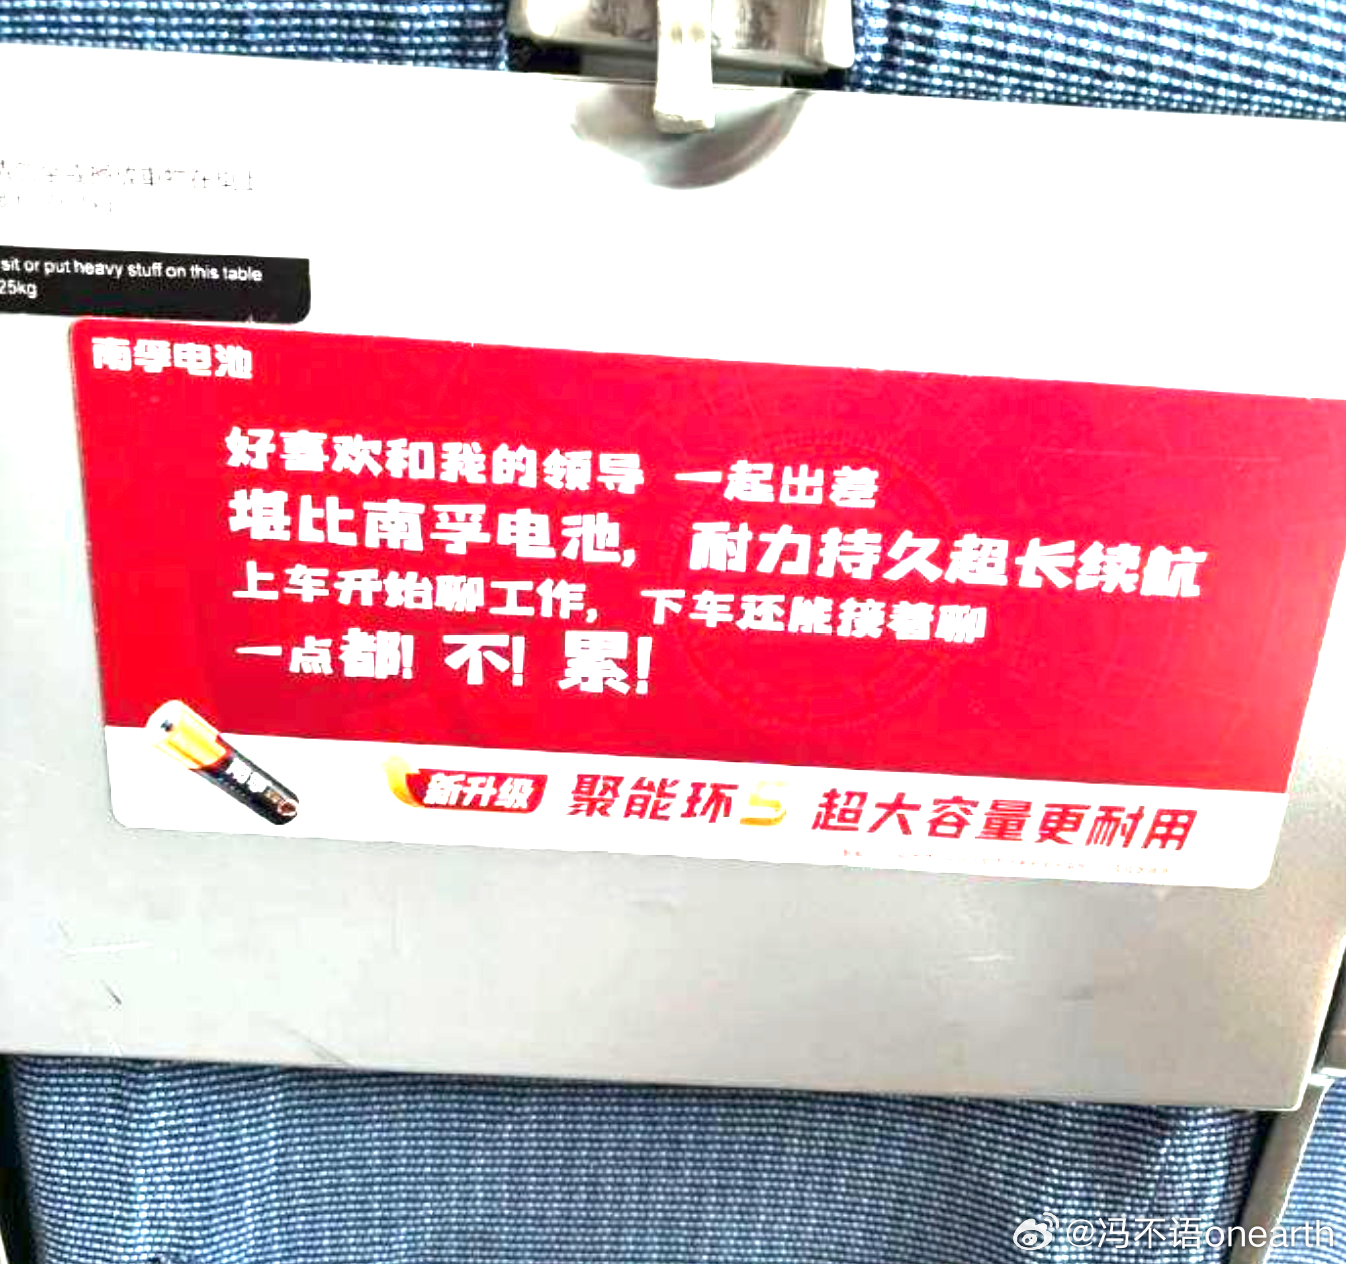 sit or put heavy stuff on this table
25kg
南孚电池
好喜欢和我的领导 一起出差
堪比南孚电池, 耐力持久超长续航
上车开始聊工作, 下车还能接着聊
一点都! 不! 累!
新升级 聚能环5 超大容量更耐用
@冯不语onearth